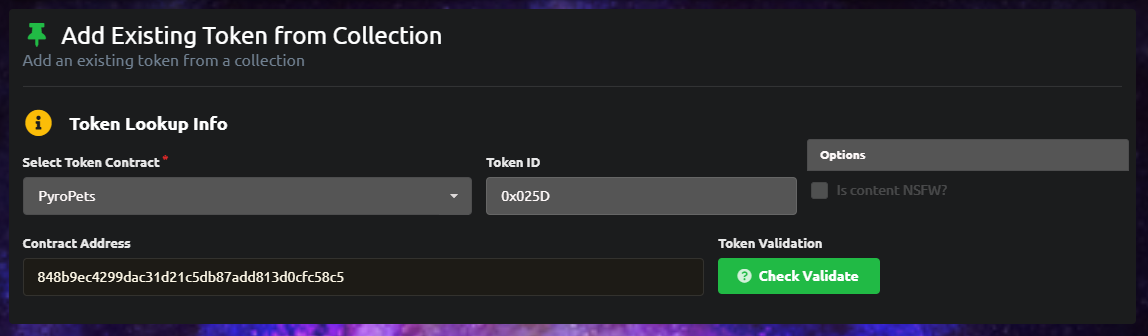 Add Existing Token from Collection
Add an existing token from a collection
Token Lookup Info
Select Token Contract *
Token ID
Options
PyroPets
0x025D
Is content NSFW?
Contract Address
Token Validation
848b9ec4299dac31d21c5db87add813d0cfc58c5
Check Validate